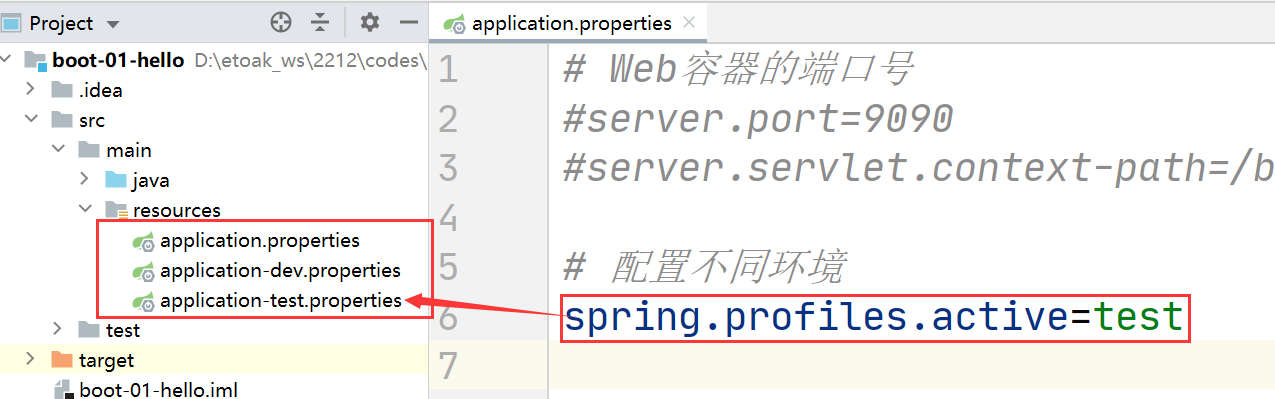 Project
application.properties
boot-01-hello D:\etoak_ws\2212\codes\
.idea
src
main
java
resources
application.properties
application-dev.properties
application-test.properties
test
target
boot-01-hello.iml
1 # Web容器的端口号
2 #server.port=9090
3 #server.servlet.context-path=/b
4
5 # 配置不同环境
6 spring.profiles.active=test
7